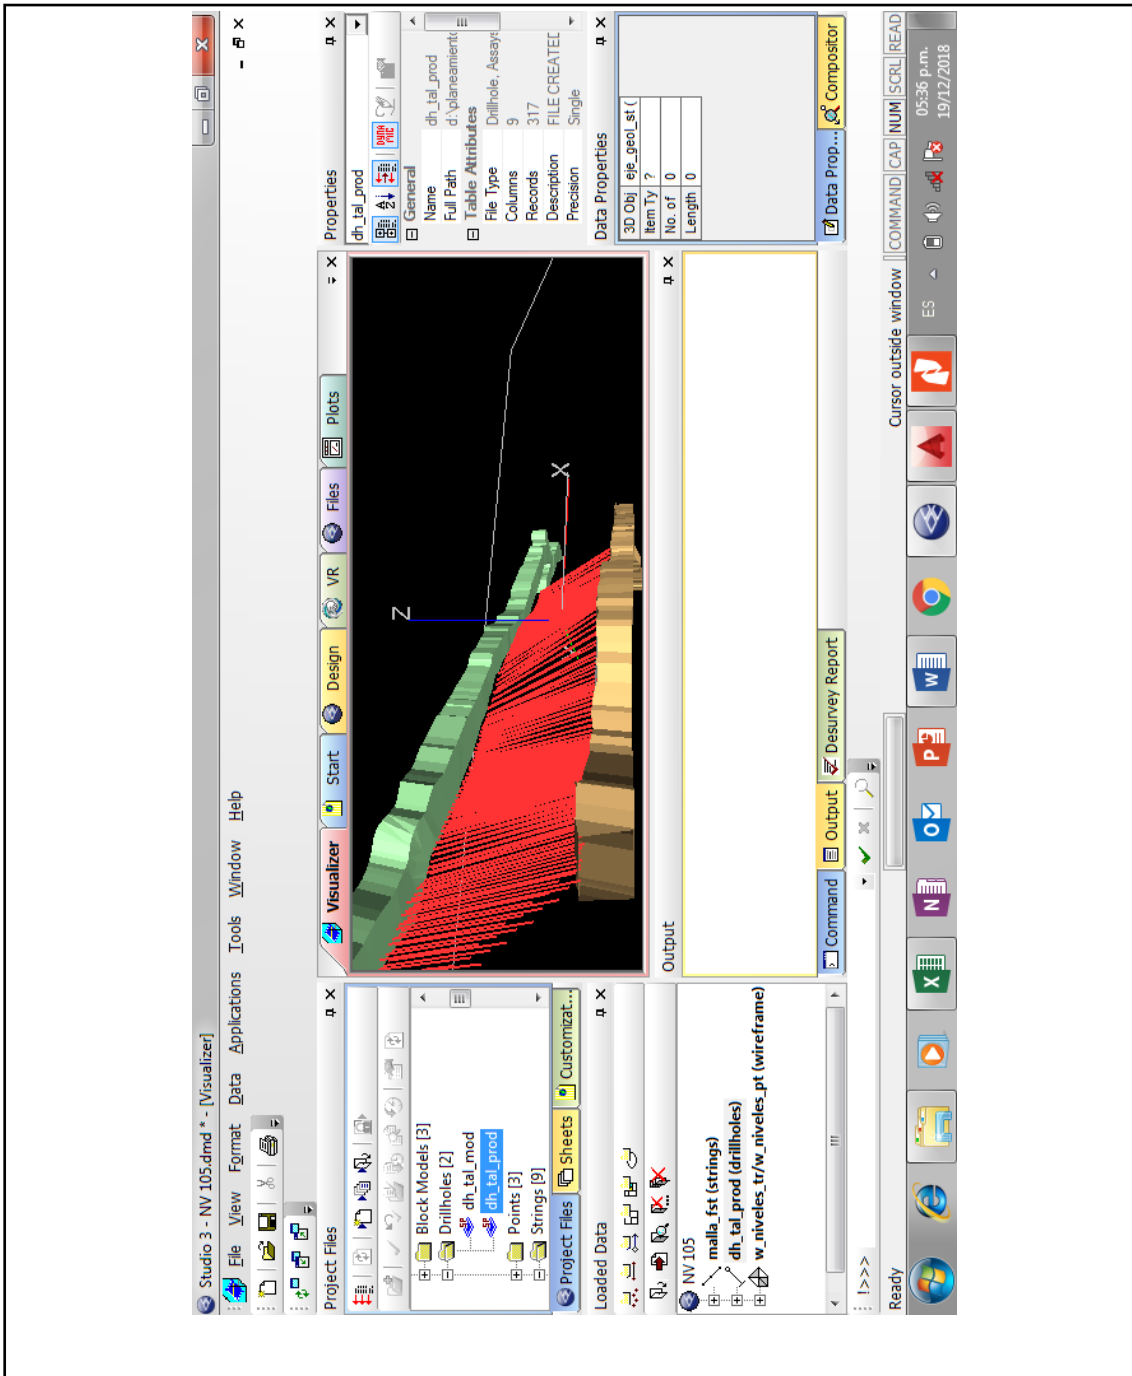 Studio 3 - NV 105.dmd * - [Visualizer]
File View Format Data Applications Tools Window Help
Project Files
Block Models [3]
Drillholes [2]
dh_tal_mod
dh_tal_prod
Points [3]
Strings [9]
Project Files Sheets Customizat...
Loaded Data
NV 105
malla_fst (strings)
dh_tal_prod (drillholes)
w_niveles_tr/w_niveles_pt (wireframe)
Visualizer Start Design VR Files Plots
Z
X
Output
Command Output Desurvey Report
Properties
dh_tal_prod
DYNA
MIC
General
Name dh_tal_prod
Full Path d:\planeamiento
Table Attributes
File Type Drillhole, Assays
Columns 9
Records 317
Description FILE CREATED
Precision Single
Data Properties
3D Obj eje_geol_st (
Item Ty ?
No. of 0
Length 0
Data Prop... Compositor
!>>>
Ready
Cursor outside window COMMAND CAP NUM SCRL READ
ES
05:36 p.m.
19/12/2018